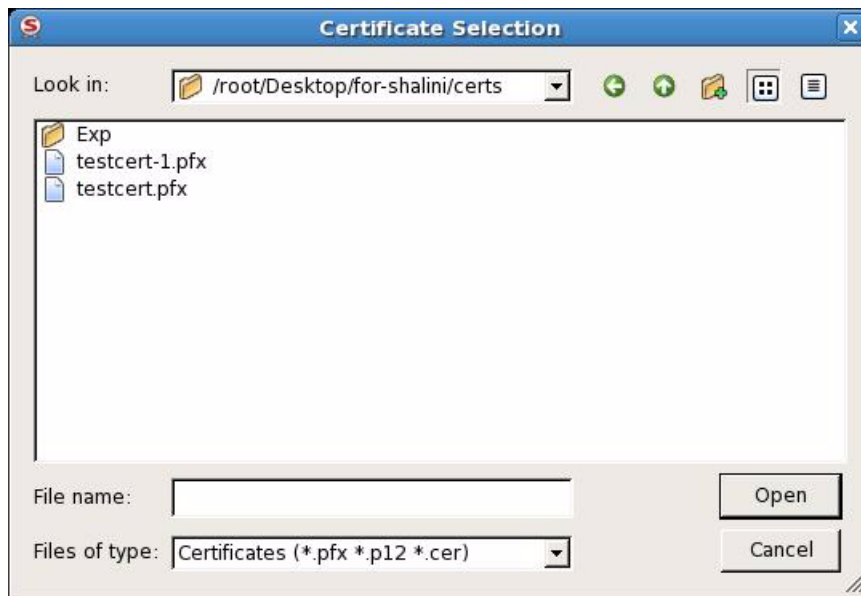 Certificate Selection
Look in: /root/Desktop/for-shalini/certs
Exp
testcert-1.pfx
testcert.pfx
File name: Open
Files of type: Certificates (*.pfx *.p12 *.cer) Cancel